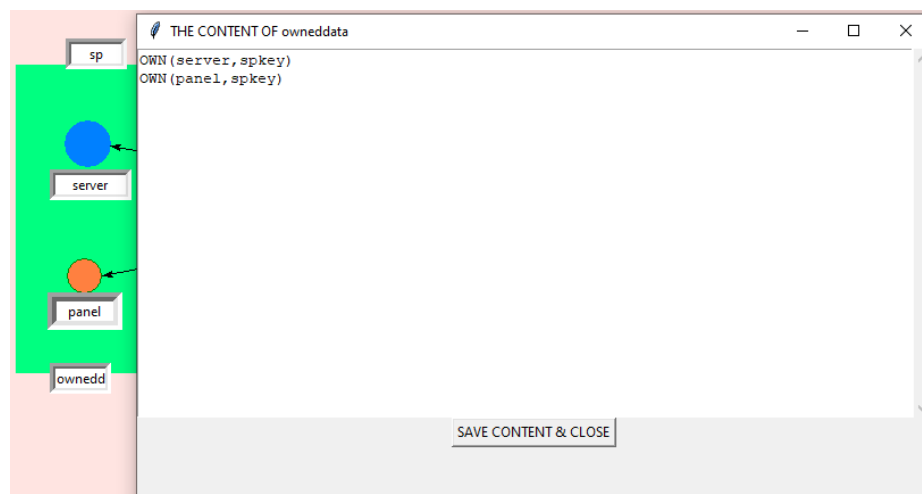 THE CONTENT OF owneddata
sp
OWN(server,spkey)
OWN(panel,spkey)
server
panel
ownedd
SAVE CONTENT & CLOSE